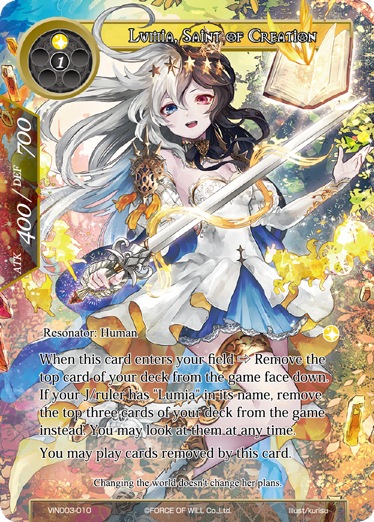 Lumia, Saint of Creation
1
ATK 400 / DEF 700
Resonator: Human
When this card enters your field ⇨ Remove the
top card of your deck from the game face down.
If your J/ruler has "Lumia" in its name, remove
the top three cards of your deck from the game
instead. You may look at them at any time.
You may play cards removed by this card.
Changing the world doesn't change her plans.
VIN003-010 ©FORCE OF WILL Co.,Ltd. Illust/kurisu